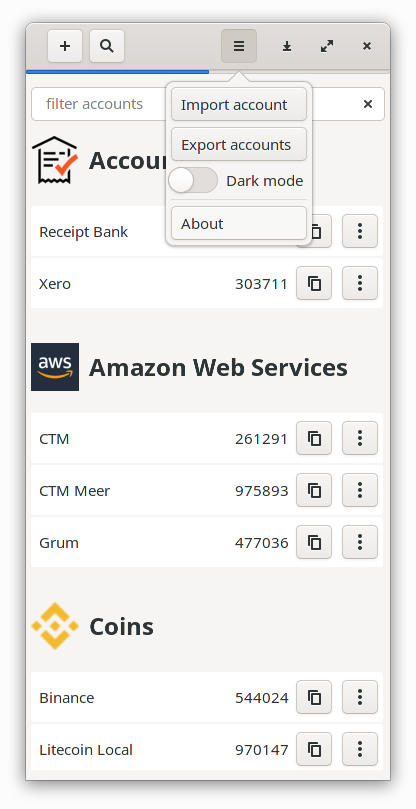 filter accounts
Import account
Export accounts
Dark mode
About
Receipt Bank
Xero 303711
aws
Amazon Web Services
CTM 261291
CTM Meer 975893
Grum 477036
Coins
Binance 544024
Litecoin Local 970147